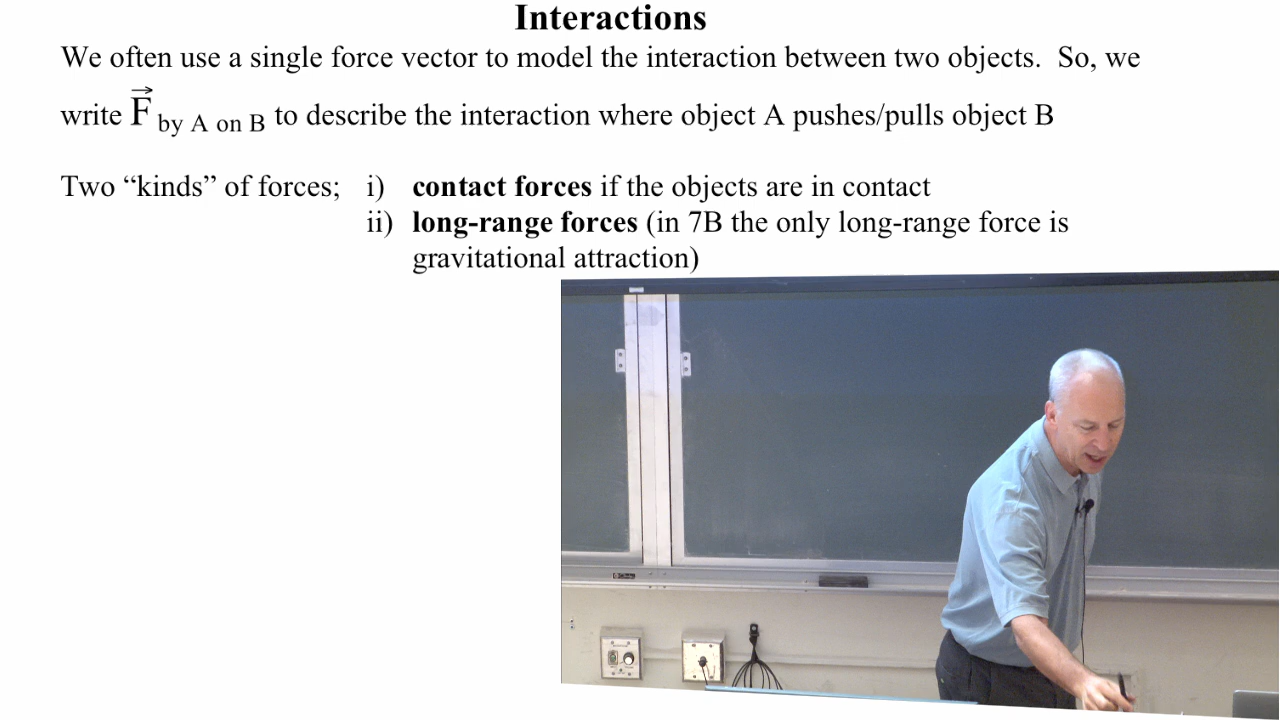 Interactions
We often use a single force vector to model the interaction between two objects.  So, we
write F⃗ by A on B to describe the interaction where object A pushes/pulls object B
Two “kinds” of forces; i) contact forces if the objects are in contact
ii) long-range forces (in 7B the only long-range force is
gravitational attraction)